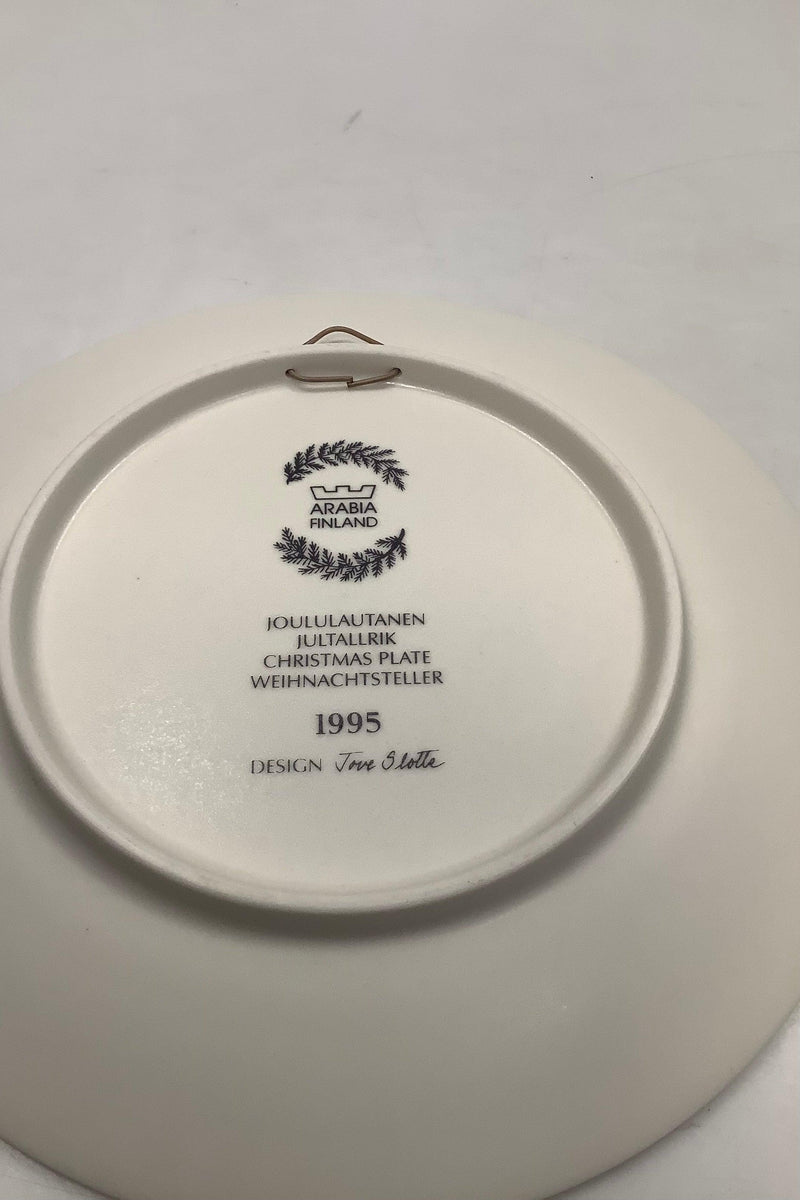 ARABIA
FINLAND
JOULULAUTANEN
JULTALLRIK
CHRISTMAS PLATE
WEIHNACHTSTELLER
1995
DESIGN Tove Slotte